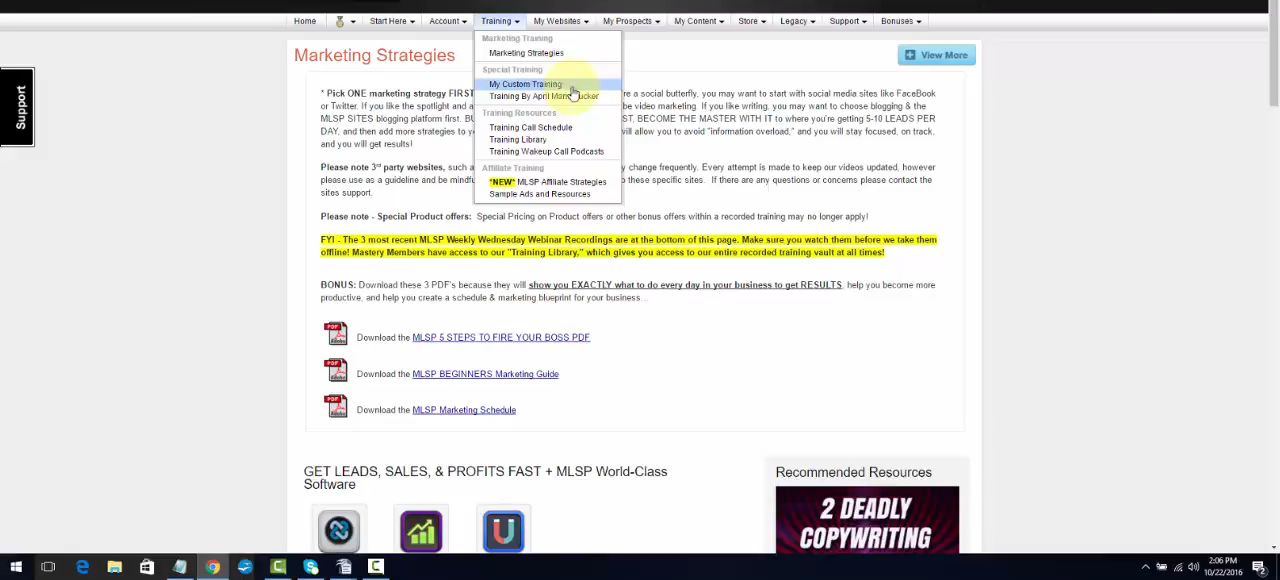 Home Start Here Account Training My Websites My Prospects My Content Store Legacy Support Bonuses
Marketing Training
Marketing Strategies
Special Training
My Custom Training
Training By April
Training Resources
Training Call Schedule
Training Library
Training Wakeup Call Podcasts
Affiliate Training
*NEW* MLSP Affiliate Strategies
Sample Ads and Resources
Marketing Strategies
View More
Support
* Pick ONE marketing strategy FIRST re a social butterfly, you may want to start with social media sites like FaceBook
or Twitter. If you like the spotlight and a be video marketing. If you like writing, you may want to choose blogging & the
MLSP SITES blogging platform first. BU ST, BECOME THE MASTER WITH IT to where you're getting 5-10 LEADS PER
DAY, and then add more strategies to y will allow you to avoid "information overload," and you will stay focused, on track,
and you will get results!
Please note 3rd party websites, such a y change frequently. Every attempt is made to keep our videos updated, however
please use as a guideline and be mindfu s to these specific sites. If there are any questions or concerns please contact the
sites support.
Please note - Special Product offers: Special Pricing on Product offers or other bonus offers within a recorded training may no longer apply!
FYI - The 3 most recent MLSP Weekly Wednesday Webinar Recordings are at the bottom of this page. Make sure you watch them before we take them
offline! Mastery Members have access to our "Training Library," which gives you access to our entire recorded training vault at all times!
BONUS: Download these 3 PDF's because they will show you EXACTLY what to do every day in your business to get RESULTS, help you become more
productive, and help you create a schedule & marketing blueprint for your business...
PDF Adobe Download the MLSP 5 STEPS TO FIRE YOUR BOSS PDF
PDF Adobe Download the MLSP BEGINNERS Marketing Guide
PDF Adobe Download the MLSP Marketing Schedule
GET LEADS, SALES, & PROFITS FAST + MLSP World-Class
Software
Recommended Resources
2 DEADLY
COPYWRITING
2:06 PM
10/22/2016